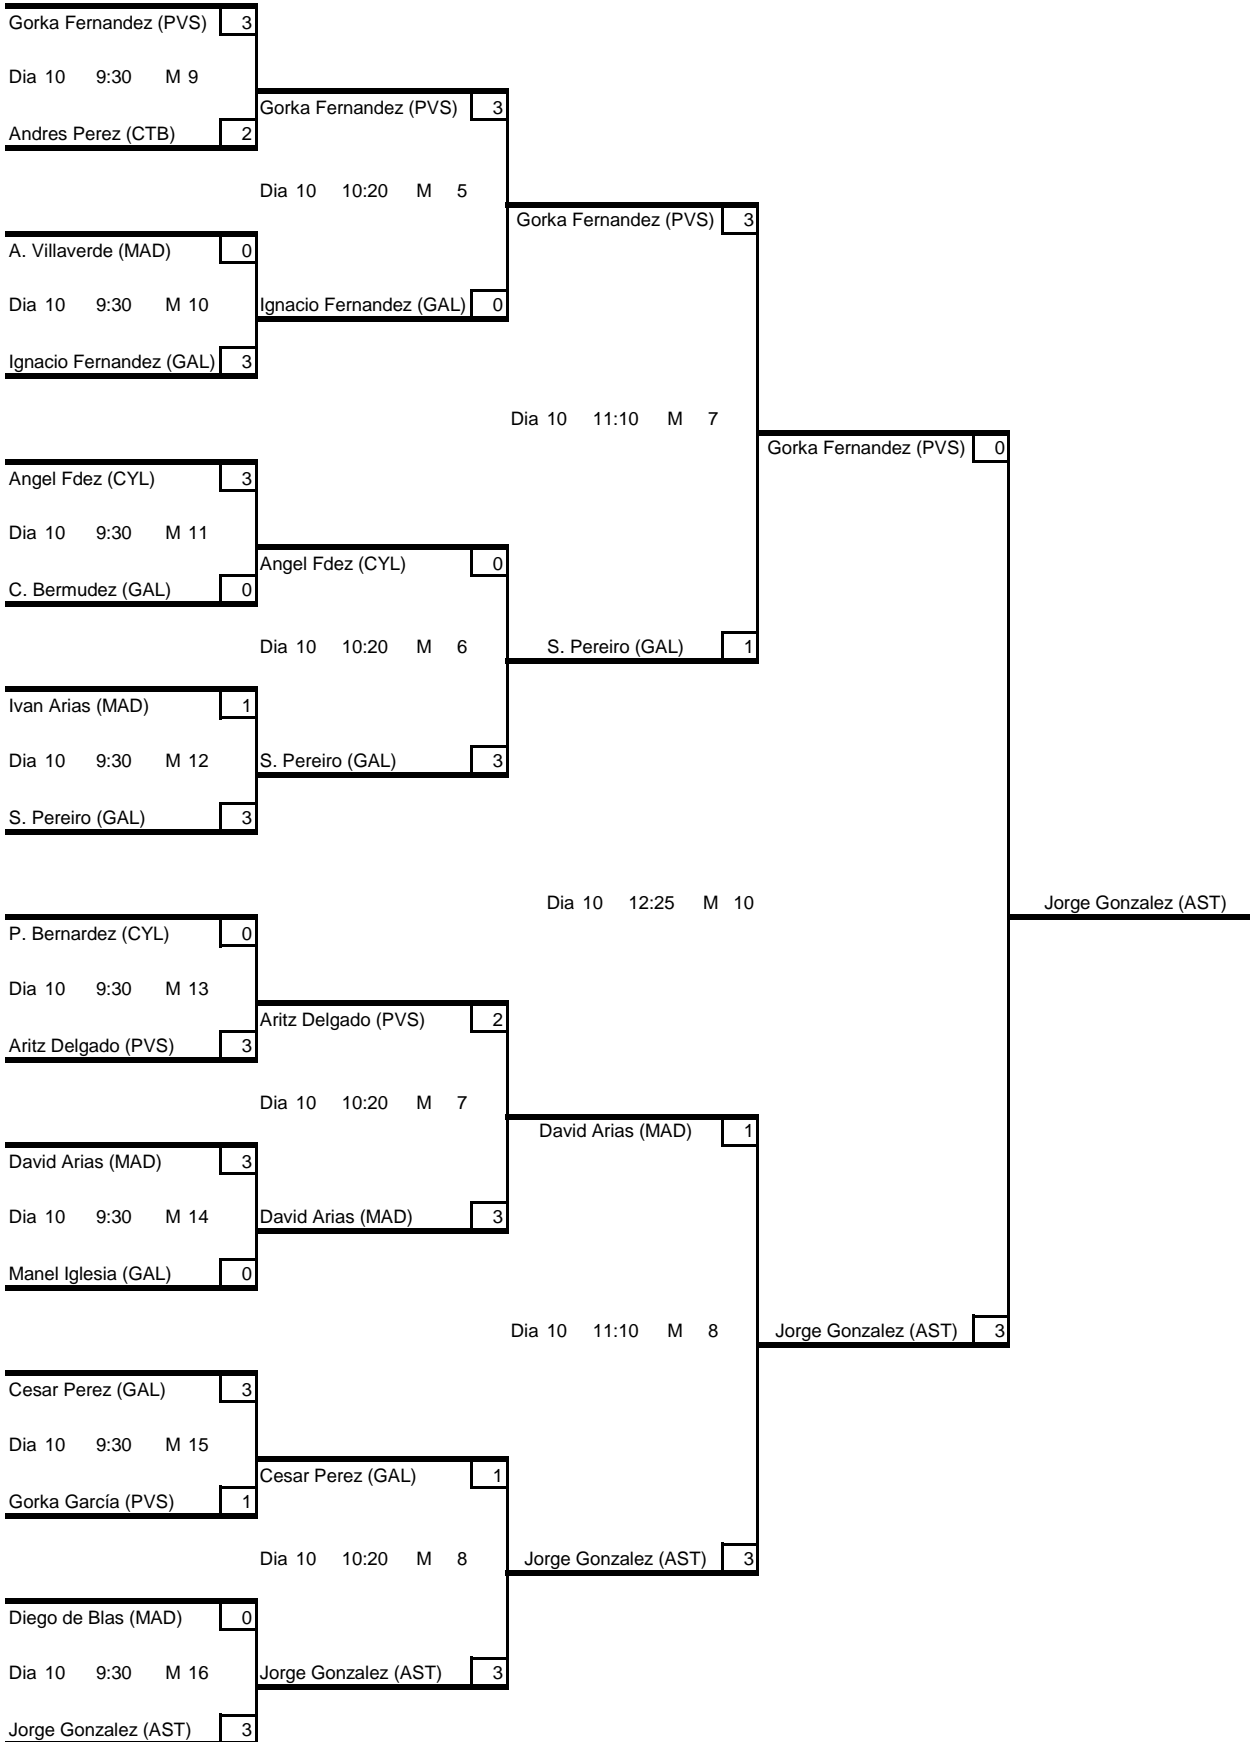 Gorka Fernandez (PVS) 3
Dia 10 9:30 M 9
Gorka Fernandez (PVS) 3
Andres Perez (CTB) 2
Dia 10 10:20 M 5
Gorka Fernandez (PVS) 3
A. Villaverde (MAD) 0
Dia 10 9:30 M 10 Ignacio Fernandez (GAL) 0
Ignacio Fernandez (GAL) 3
Dia 10 11:10 M 7
Gorka Fernandez (PVS) 0
Angel Fdez (CYL) 3
Dia 10 9:30 M 11
Angel Fdez (CYL) 0
C. Bermudez (GAL) 0
Dia 10 10:20 M 6 S. Pereiro (GAL) 1
Ivan Arias (MAD) 1
Dia 10 9:30 M 12 S. Pereiro (GAL) 3
S. Pereiro (GAL) 3
Dia 10 12:25 M 10 Jorge Gonzalez (AST)
P. Bernardez (CYL) 0
Dia 10 9:30 M 13
Aritz Delgado (PVS) 2
Aritz Delgado (PVS) 3
Dia 10 10:20 M 7
David Arias (MAD) 1
David Arias (MAD) 3
Dia 10 9:30 M 14 David Arias (MAD) 3
Manel Iglesia (GAL) 0
Dia 10 11:10 M 8 Jorge Gonzalez (AST) 3
Cesar Perez (GAL) 3
Dia 10 9:30 M 15
Cesar Perez (GAL) 1
Gorka García (PVS) 1
Dia 10 10:20 M 8 Jorge Gonzalez (AST) 3
Diego de Blas (MAD) 0
Dia 10 9:30 M 16 Jorge Gonzalez (AST) 3
Jorge Gonzalez (AST) 3